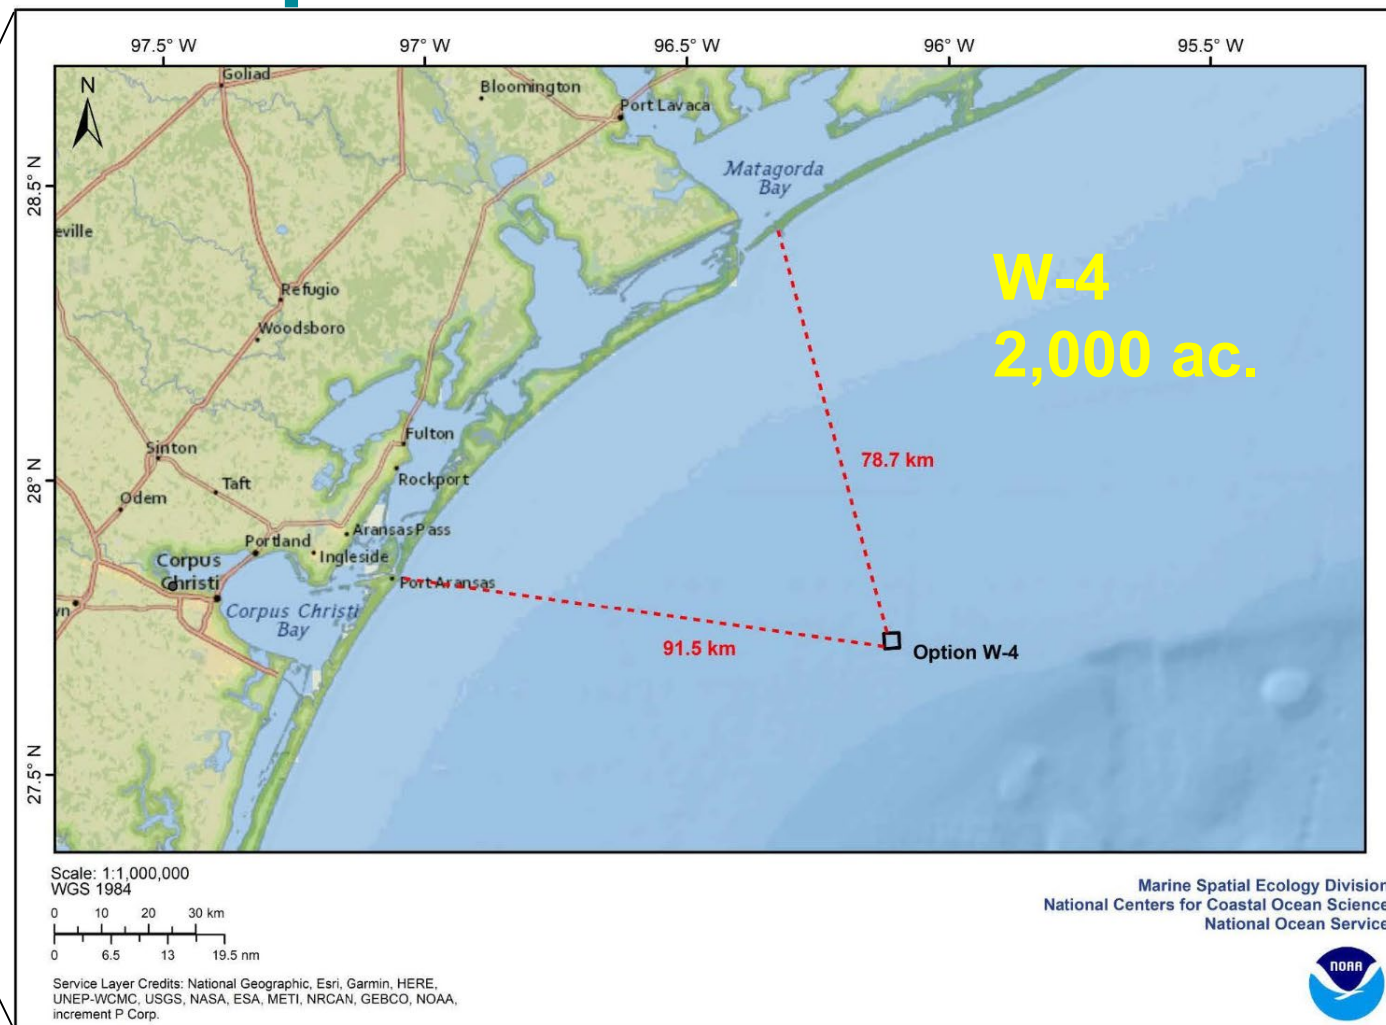 97.5° W 97° W 96.5° W 96° W 95.5° W
N
Goliad
Bloomington
Port Lavaca
Matagorda
Bay
28.5° N
eville
W-4
2,000 ac.
Refugio
Woodsboro
Fulton
Sinton
78.7 km
28° N
Rockport
Taft
Odem
Aransas Pass
Portland
Ingleside
Corpus
Christi
Port Aransas
vn
Corpus Christi
Bay
91.5 km
Option W-4
27.5° N
Scale: 1:1,000,000
WGS 1984
0 10 20 30 km
0 6.5 13 19.5 nm
Service Layer Credits: National Geographic, Esri, Garmin, HERE,
UNEP-WCMC, USGS, NASA, ESA, METI, NRCAN, GEBCO, NOAA,
increment P Corp.
Marine Spatial Ecology Division
National Centers for Coastal Ocean Science
National Ocean Service
NOAA